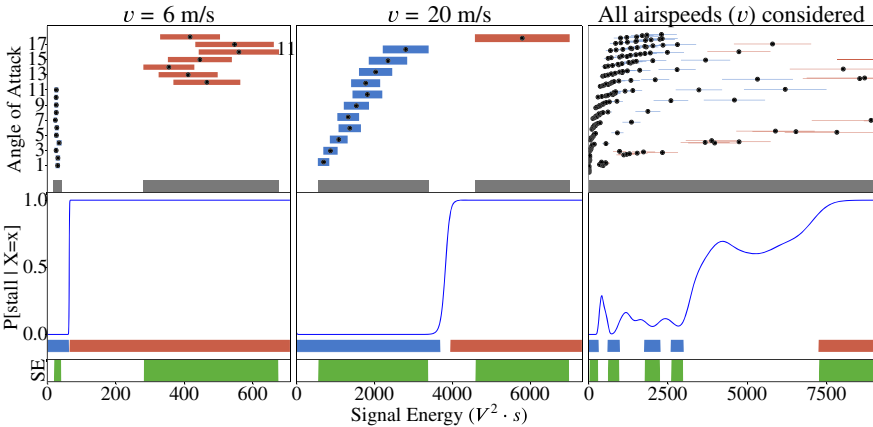 v = 6 m/s
v = 20 m/s
All airspeeds (v) considered
Angle of Attack
17
15
13
11
9
7
5
3
1
11
P[stall | X=x]
1.0
0.5
0.0
SE
0 200 400 600
0 2000 4000 6000
0 2500 5000 7500
Signal Energy (V² · s)